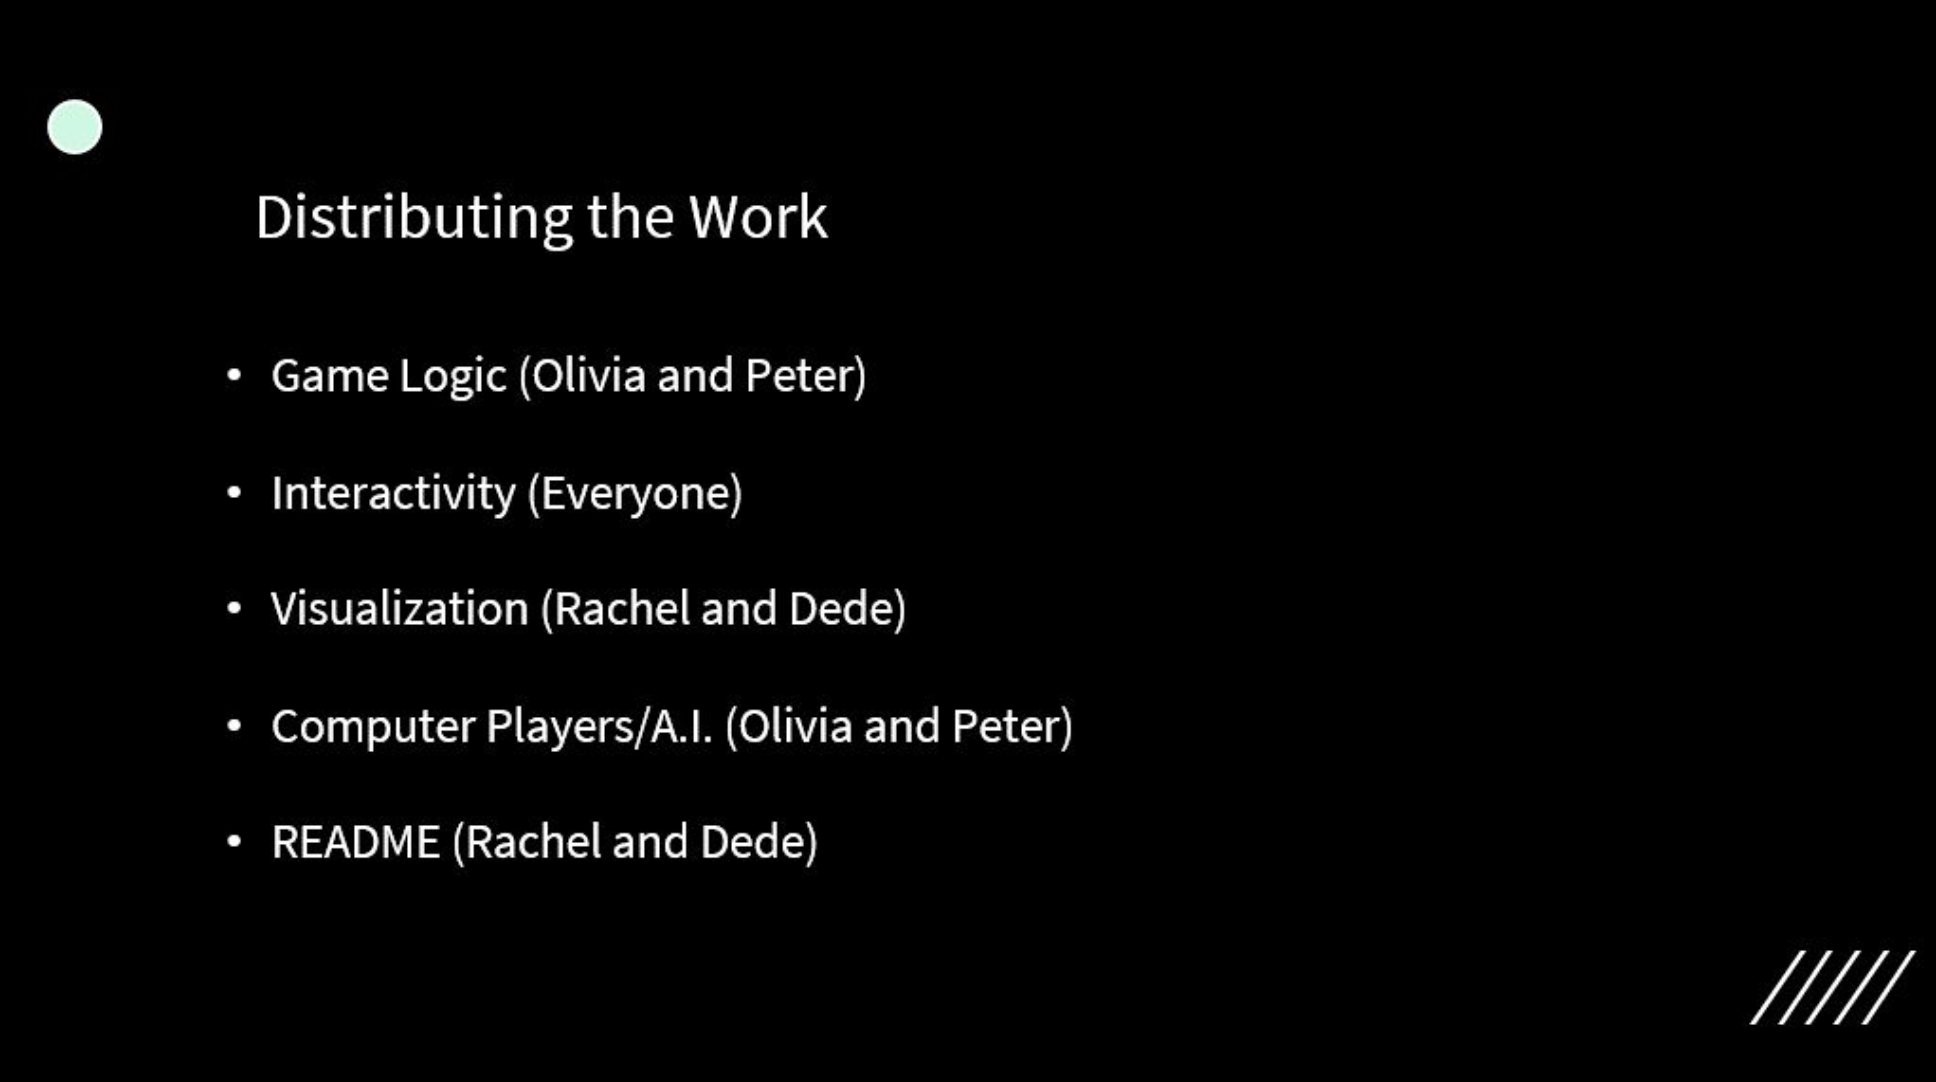 Distributing the Work
• Game Logic (Olivia and Peter)
• Interactivity (Everyone)
• Visualization (Rachel and Dede)
• Computer Players/A.I. (Olivia and Peter)
• README (Rachel and Dede)